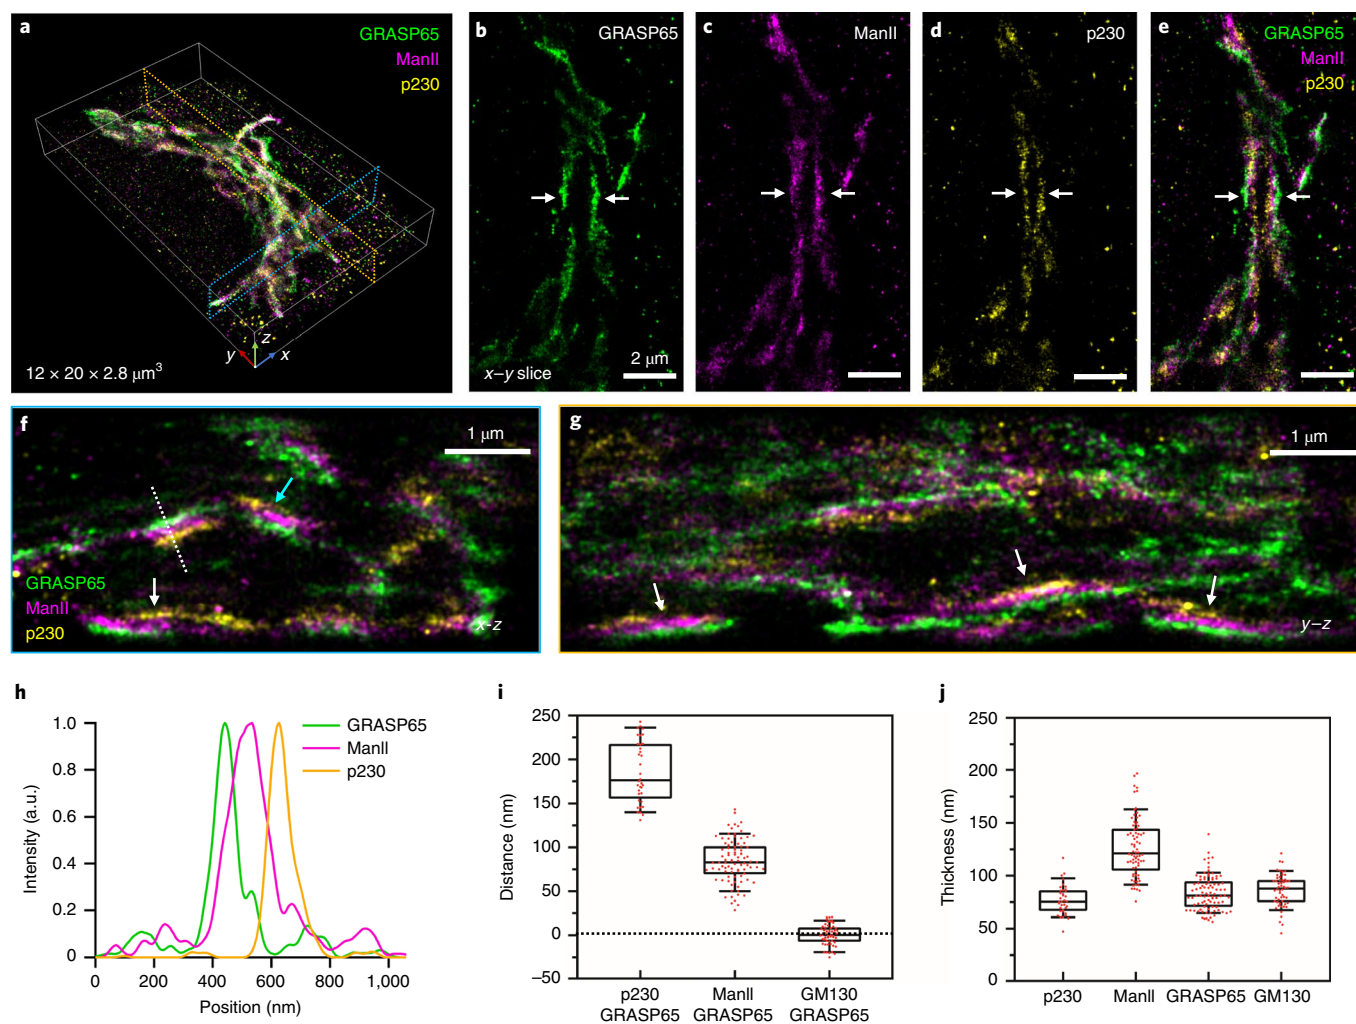 a
GRASP65
ManII
p230
z
y
x
12 × 20 × 2.8 μm³
b
GRASP65
x–y slice
2 μm
c
ManII
d
p230
e
GRASP65
ManII
p230
f
1 μm
GRASP65
ManII
p230
x-z
g
1 μm
y–z
h
1.0
0.8
0.6
0.4
0.2
0
Intensity (a.u.)
GRASP65
ManII
p230
0 200 400 600 800 1,000
Position (nm)
i
250
200
150
100
50
0
–50
Distance (nm)
p230 ManII GM130
GRASP65 GRASP65 GRASP65
j
250
200
150
100
50
0
Thickness (nm)
p230 ManII GRASP65 GM130